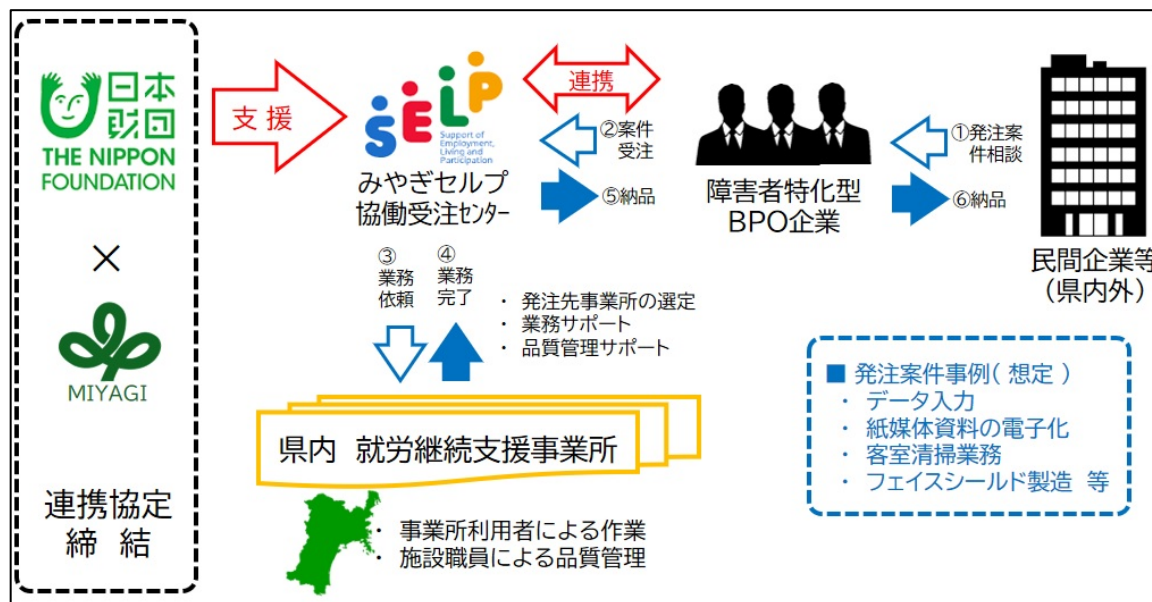 日本
財団
THE NIPPON
FOUNDATION
×
MIYAGI
連携協定
締 結
支 援
SELP
Support of
Employment,
Living and
Participation
みやぎセルプ
協働受注センター
連携
②案件
受注
⑤納品
障害者特化型
BPO企業
①発注案
件相談
⑥納品
民間企業等
(県内外)
③
業務
依頼
④
業務
完了
・ 発注先事業所の選定
・ 業務サポート
・ 品質管理サポート
県内 就労継続支援事業所
・ 事業所利用者による作業
・ 施設職員による品質管理
■ 発注案件事例( 想定 )
・ データ入力
・ 紙媒体資料の電子化
・ 客室清掃業務
・ フェイスシールド製造 等